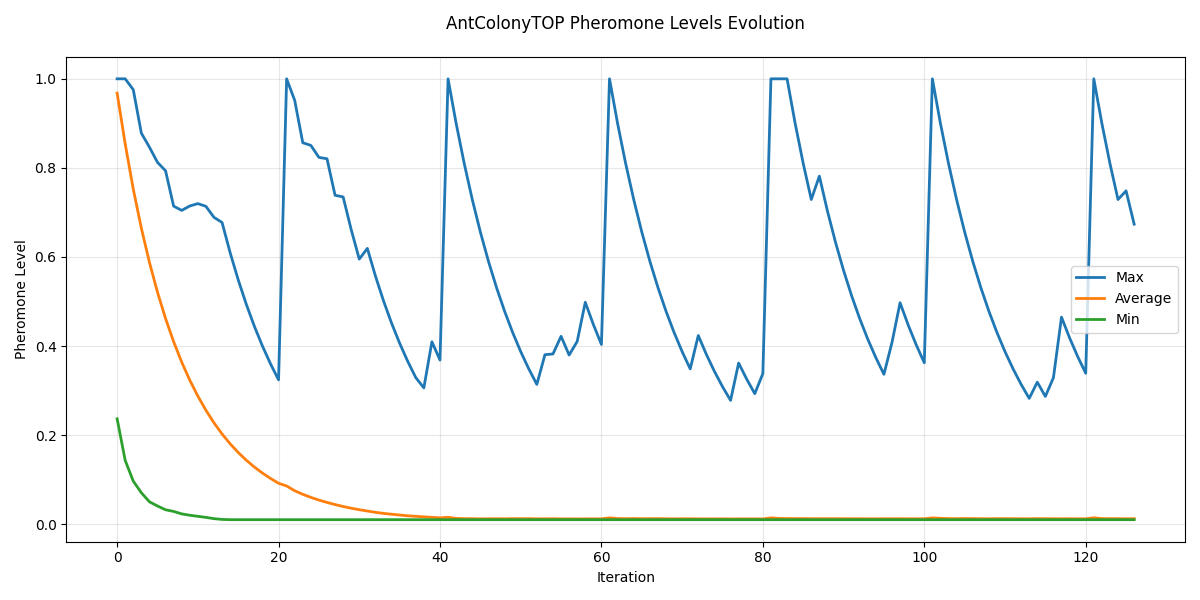 AntColonyTOP Pheromone Levels Evolution
1.0
0.8
0.6
0.4
0.2
0.0
Pheromone Level
Max
Average
Min
0 20 40 60 80 100 120
Iteration